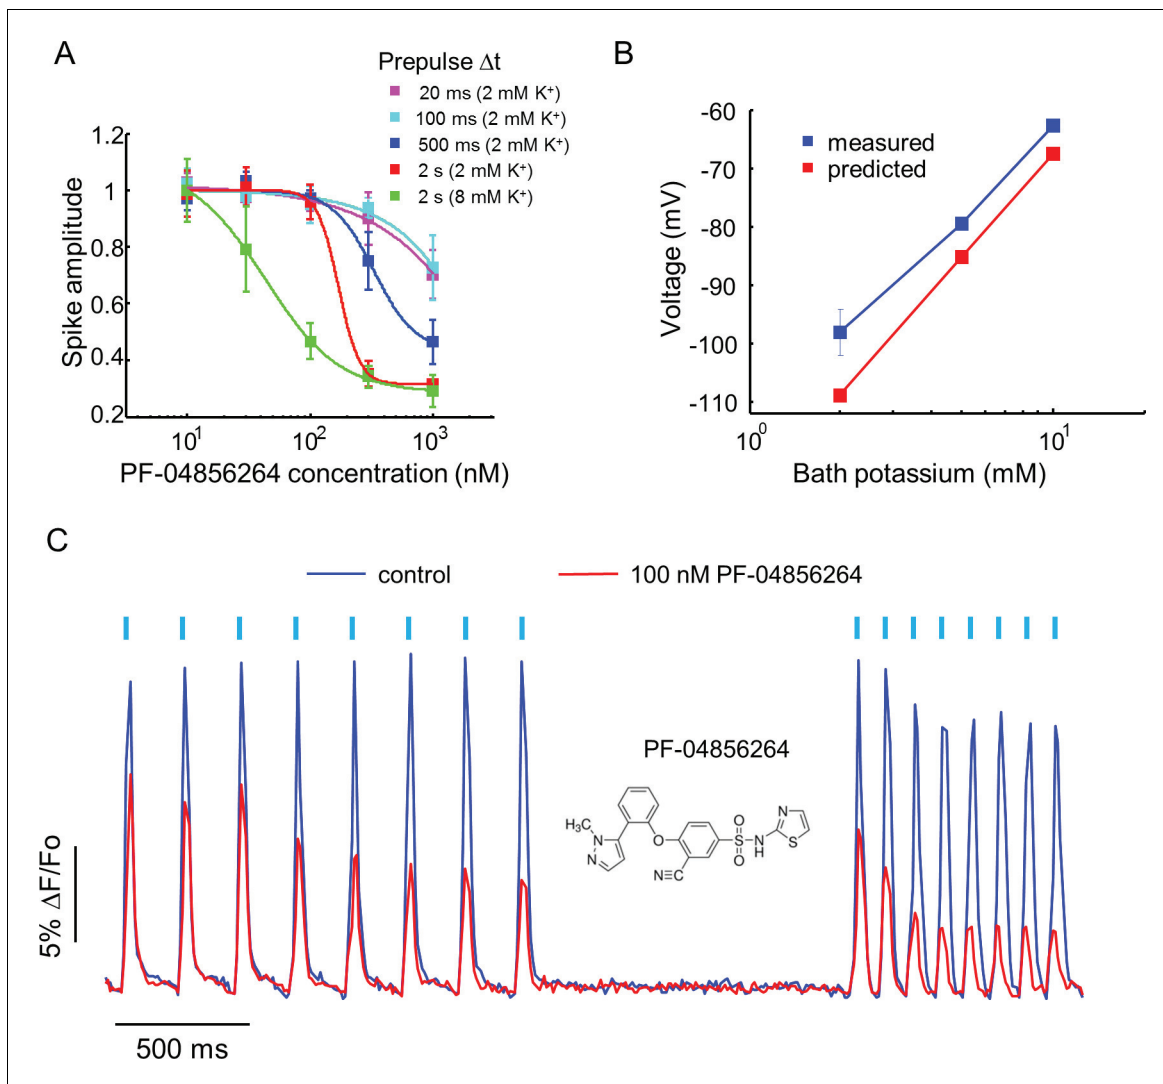 A
Prepulse Δt
20 ms (2 mM K⁺)
100 ms (2 mM K⁺)
500 ms (2 mM K⁺)
2 s (2 mM K⁺)
2 s (8 mM K⁺)
1.2
1
0.8
0.6
0.4
0.2
Spike amplitude
10¹
10²
10³
PF-04856264 concentration (nM)
B
measured
predicted
-60
-70
-80
-90
-100
-110
Voltage (mV)
10⁰
10¹
Bath potassium (mM)
C
control
100 nM PF-04856264
PF-04856264
H₃C
N
N
O
N≡C
O
S
O
N
H
N
S
5% ΔF/Fo
500 ms